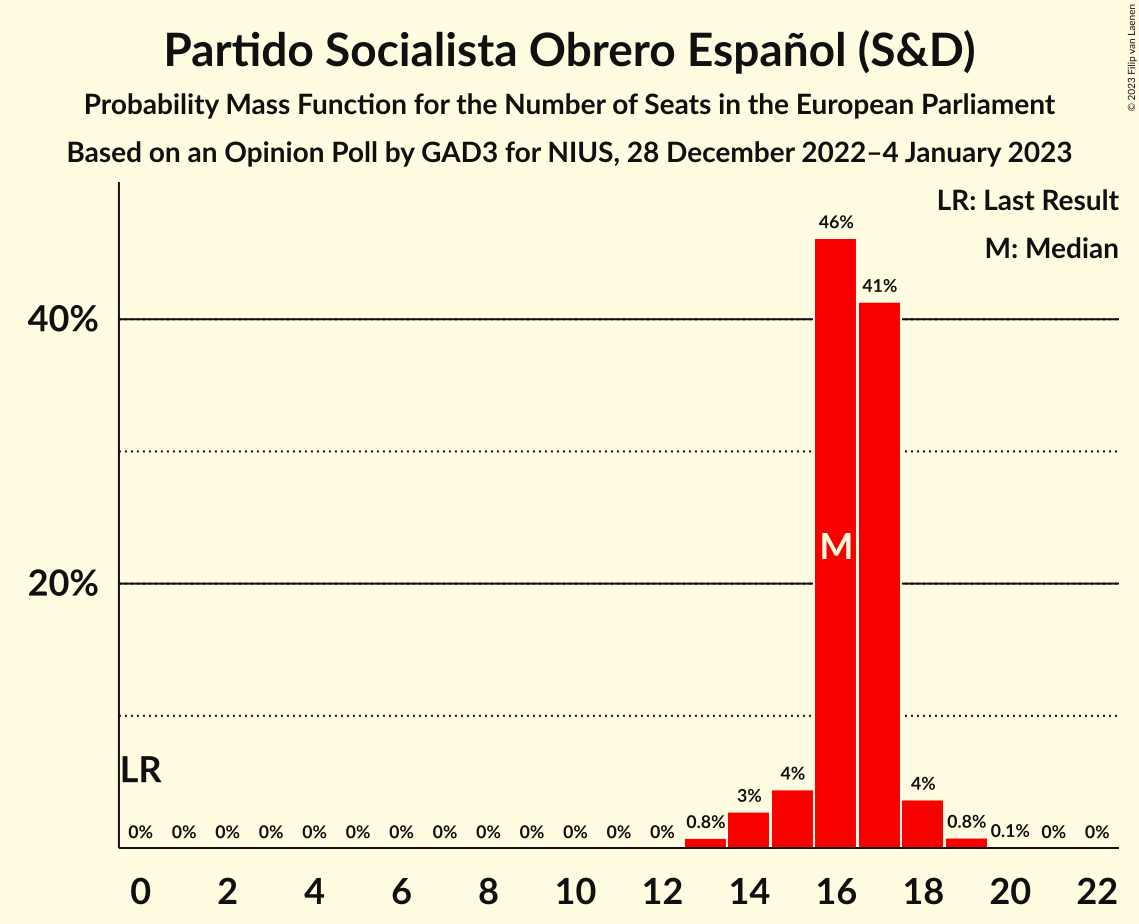 Partido Socialista Obrero Español (S&D)
Probability Mass Function for the Number of Seats in the European Parliament
Based on an Opinion Poll by GAD3 for NIUS, 28 December 2022–4 January 2023
© 2023 Filip van Laenen
LR: Last Result
M: Median
40%
20%
46%
41%
M
LR
0% 0% 0% 0% 0% 0% 0% 0% 0% 0% 0% 0% 0% 0.8% 3% 4% 4% 0.8% 0.1% 0% 0%
0 2 4 6 8 10 12 14 16 18 20 22